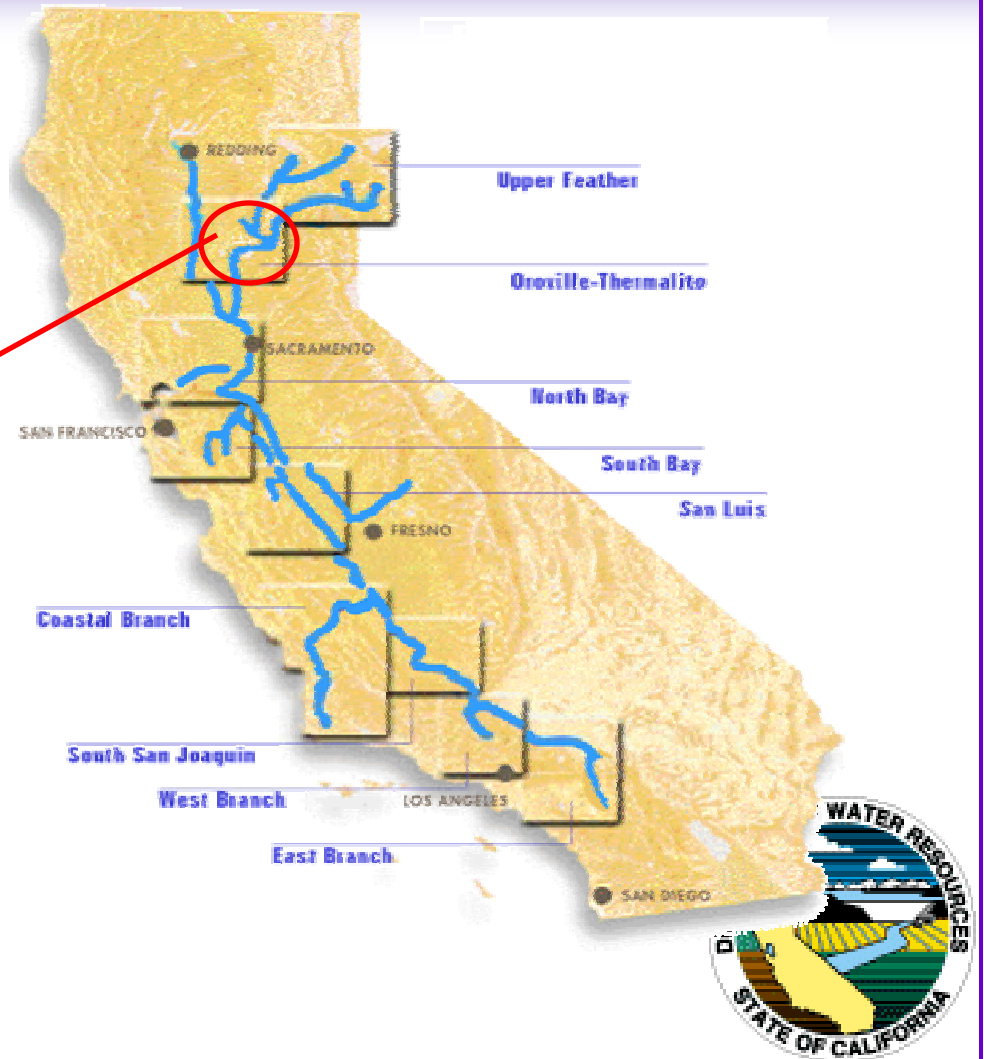 REDDING
Upper Feather
Oroville-Thermalito
SACRAMENTO
North Bay
SAN FRANCISCO
South Bay
San Luis
FRESNO
Coastal Branch
South San Joaquin
West Branch
LOS ANGELES
East Branch
SAN DIEGO
WATER RESOURCES
STATE OF CALIFORNIA